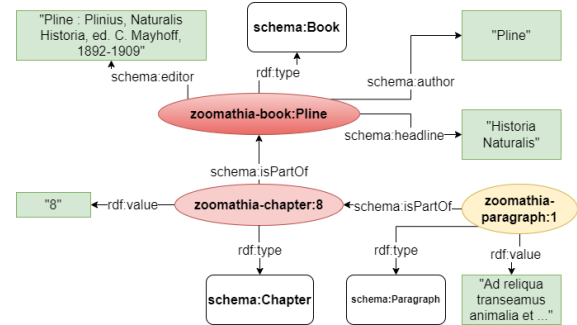 "Pline : Plinius, Naturalis
Historia, ed. C. Mayhoff,
1892-1909"
schema:Book
"Pline"
schema:editor
rdf:type
schema:author
zoomathia-book:Pline
schema:headline
"Historia
Naturalis"
schema:isPartOf
"8"
rdf:value
zoomathia-chapter:8
schema:isPartOf
zoomathia-
paragraph:1
rdf:type
rdf:type
rdf:value
schema:Chapter
schema:Paragraph
"Ad reliqua
transeamus
animalia et ..."